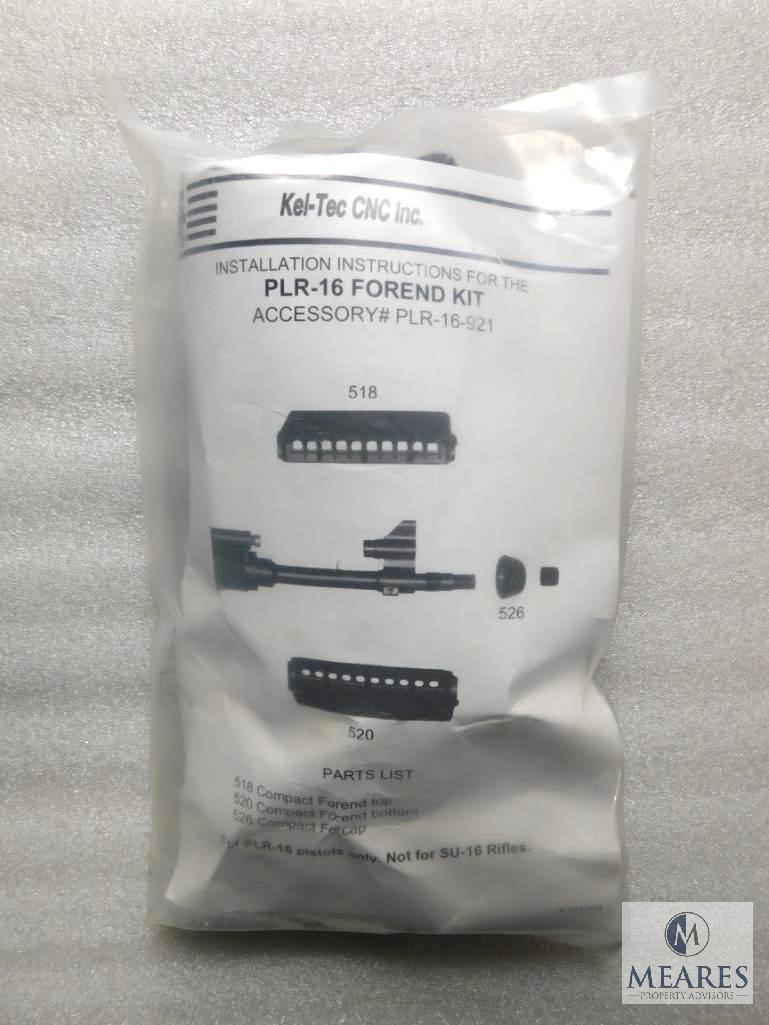 Kel-Tec CNC Inc.
INSTALLATION INSTRUCTIONS FOR THE
PLR-16 FOREND KIT
ACCESSORY# PLR-16-921
518
526
520
PARTS LIST
518 Compact Forend top
520 Compact Forend bottom
526 Compact Forcap
For PLR-16 pistols only. Not for SU-16 Rifles.
M
MEARES
PROPERTY ADVISORS